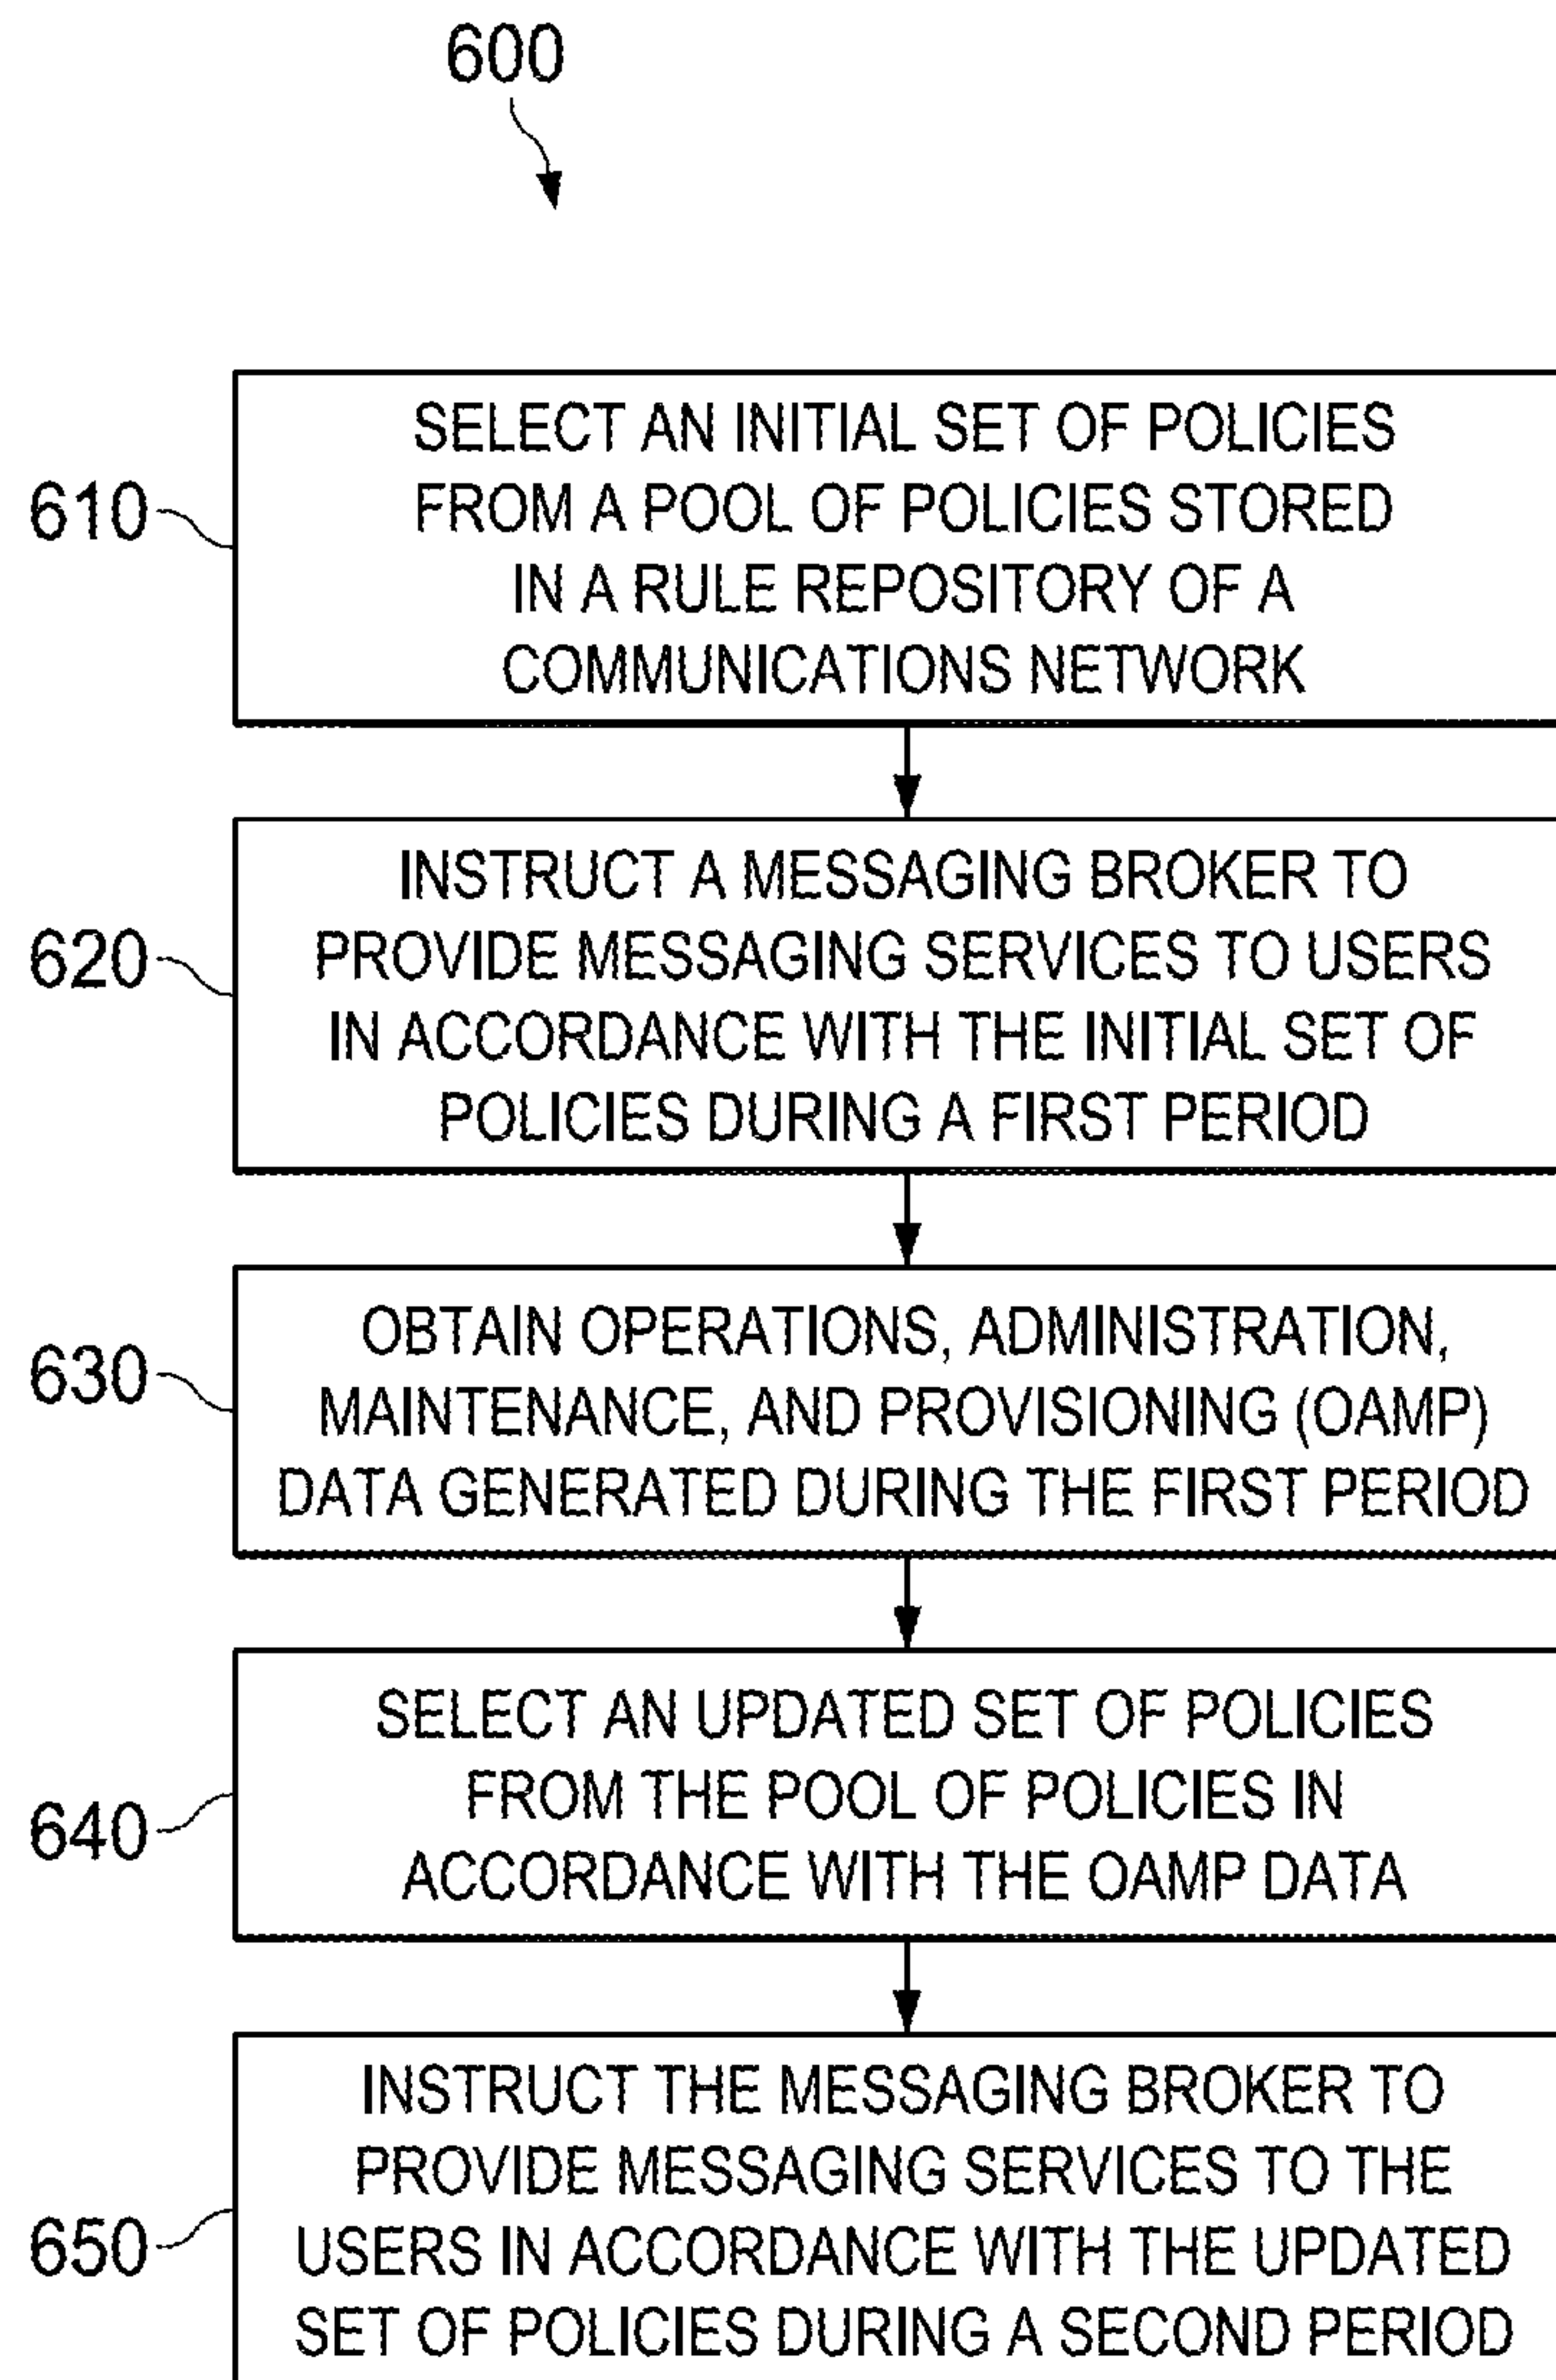 600
610
SELECT AN INITIAL SET OF POLICIES
FROM A POOL OF POLICIES STORED
IN A RULE REPOSITORY OF A
COMMUNICATIONS NETWORK
620
INSTRUCT A MESSAGING BROKER TO
PROVIDE MESSAGING SERVICES TO USERS
IN ACCORDANCE WITH THE INITIAL SET OF
POLICIES DURING A FIRST PERIOD
630
OBTAIN OPERATIONS, ADMINISTRATION,
MAINTENANCE, AND PROVISIONING (OAMP)
DATA GENERATED DURING THE FIRST PERIOD
640
SELECT AN UPDATED SET OF POLICIES
FROM THE POOL OF POLICIES IN
ACCORDANCE WITH THE OAMP DATA
650
INSTRUCT THE MESSAGING BROKER TO
PROVIDE MESSAGING SERVICES TO THE
USERS IN ACCORDANCE WITH THE UPDATED
SET OF POLICIES DURING A SECOND PERIOD